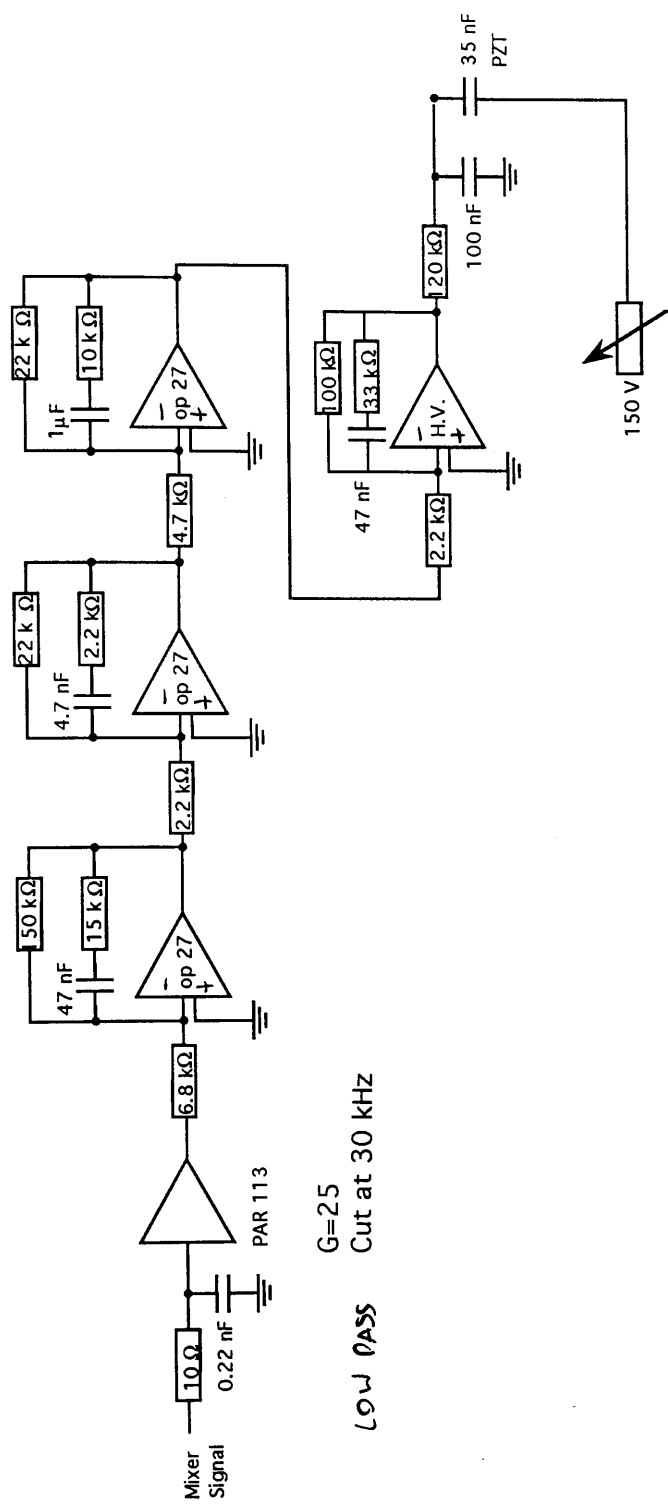 Mixer
Signal
10 Ω
0.22 nF
PAR 113
G=25
Cut at 30 kHz
LOW PASS
6.8 kΩ
47 nF
150 kΩ
15 kΩ
−
op 27
+
2.2 kΩ
4.7 nF
22 k Ω
2.2 kΩ
−
op 27
+
4.7 kΩ
1μF
22 k Ω
10 kΩ
−
op 27
+
2.2 kΩ
47 nF
100 kΩ
33 kΩ
−
H.V.
+
120 kΩ
100 nF
35 nF
PZT
150 V